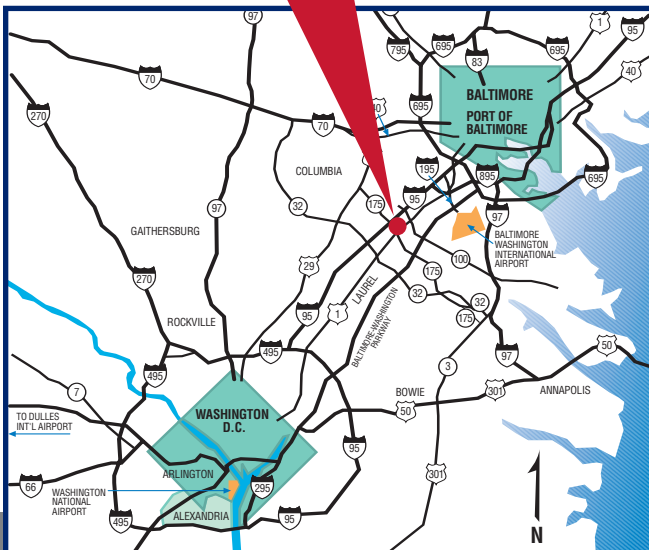 97
1
795
695
695
95
83
70
40
270
695
40
70
BALTIMORE
PORT OF
BALTIMORE
COLUMBIA
195
895
695
175
95
32
97
97
GAITHERSBURG
BALTIMORE
WASHINGTON
INTERNATIONAL
AIRPORT
29
100
175
270
LAUREL
32
32
175
1
95
ROCKVILLE
BALTIMORE-WASHINGTON
PARKWAY
495
97
50
495
3
7
BOWIE
301
ANNAPOLIS
50
TO DULLES
INT'L AIRPORT
WASHINGTON
D.C.
95
ARLINGTON
301
66
WASHINGTON
NATIONAL
AIRPORT
295
ALEXANDRIA
495
95
N